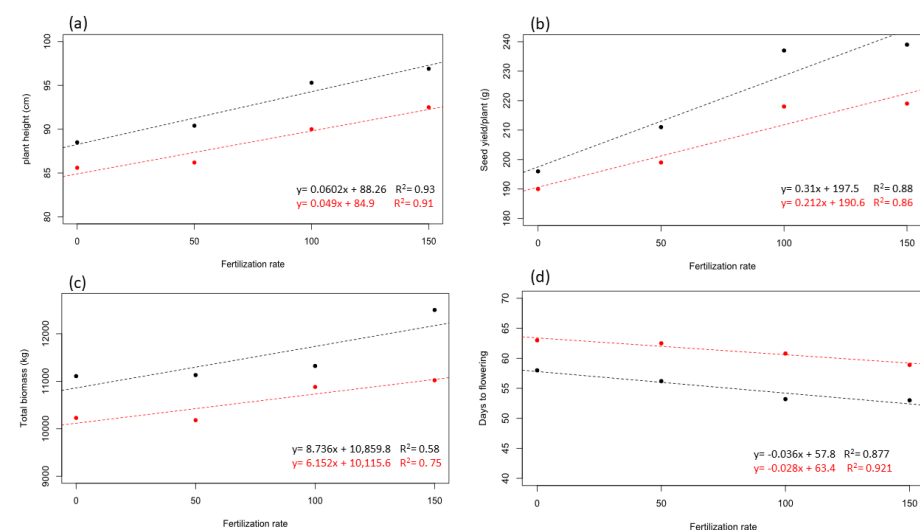 (a)
plant height (cm)
100
95
90
85
80
y= 0.0602x + 88.26 R²= 0.93
y= 0.049x + 84.9 R²= 0.91
0 50 100 150
Fertilization rate
(b)
Seed yield/plant (g)
240
230
220
210
200
190
180
y= 0.31x + 197.5 R²= 0.88
y= 0.212x + 190.6 R²= 0.86
0 50 100 150
Fertilization rate
(c)
Total biomass (kg)
12000
11000
10000
9000
y= 8.736x + 10,859.8 R²= 0.58
y= 6.152x + 10,115.6 R²= 0. 75
0 50 100 150
Fertilization rate
(d)
Days to flowering
70
65
60
55
50
45
40
y= -0.036x + 57.8 R²= 0.877
y= -0.028x + 63.4 R²= 0.921
0 50 100 150
Fertilization rate